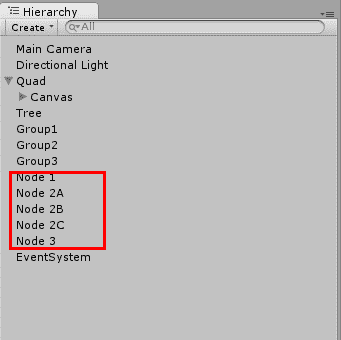 Hierarchy
Create All
Main Camera
Directional Light
Quad
Canvas
Tree
Group1
Group2
Group3
Node 1
Node 2A
Node 2B
Node 2C
Node 3
EventSystem